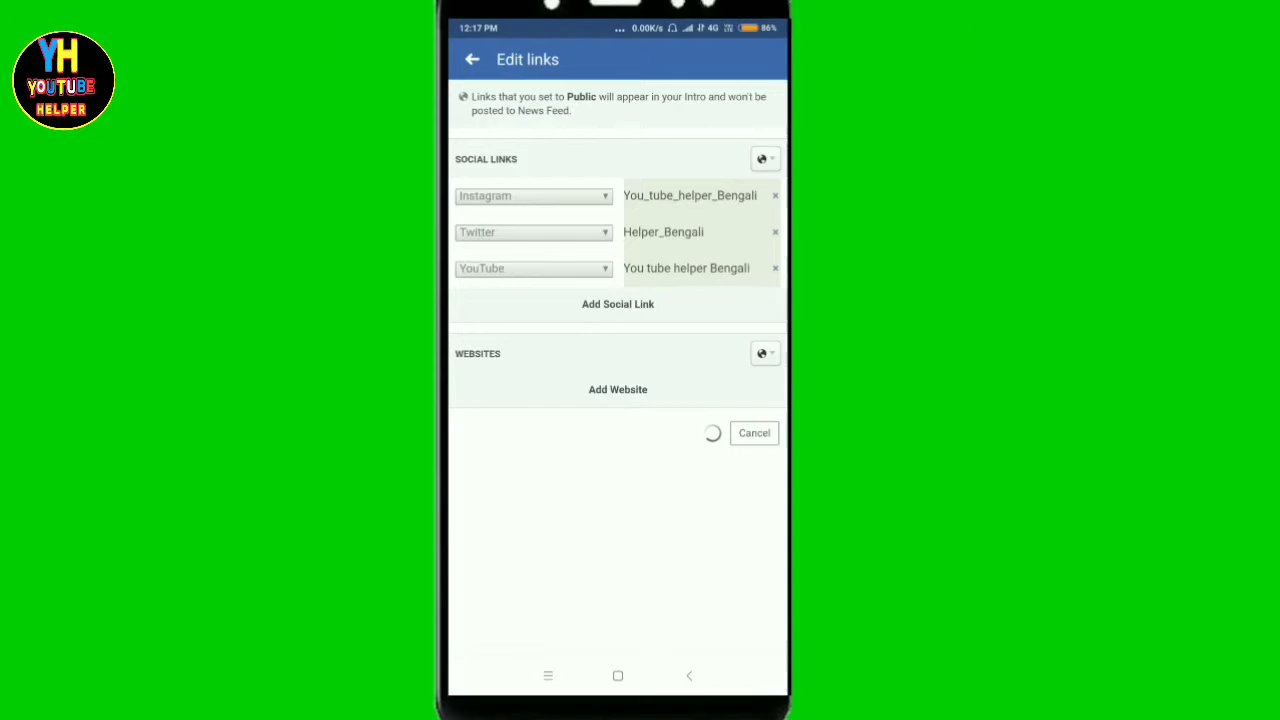 YH
YOUTUBE
HELPER
12:17 PM
... 0.00K/s 4G 86%
Edit links
Links that you set to Public will appear in your Intro and won't be
posted to News Feed.
SOCIAL LINKS
Instagram You_tube_helper_Bengali ×
Twitter Helper_Bengali ×
YouTube You tube helper Bengali ×
Add Social Link
WEBSITES
Add Website
Cancel